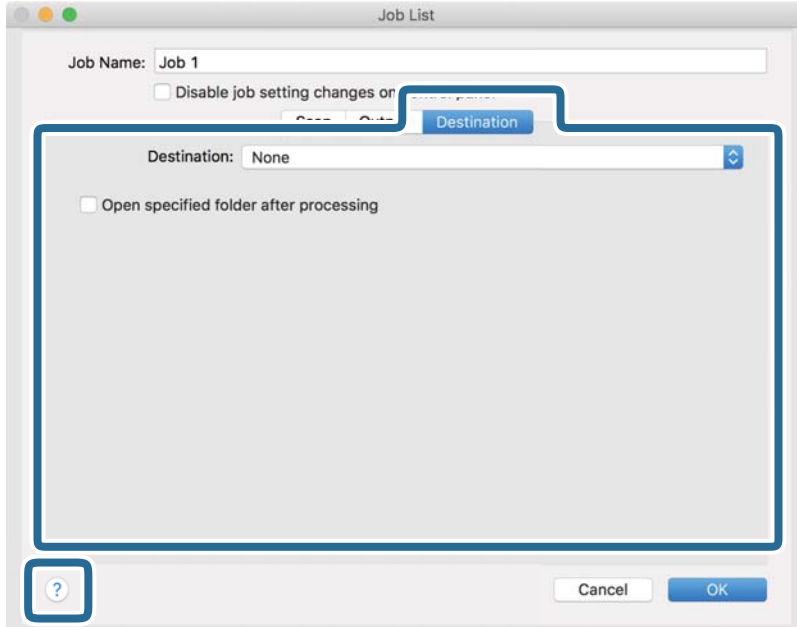 Job List
Job Name: Job 1
Disable job setting changes on
Destination
Destination: None
Open specified folder after processing
?
Cancel OK